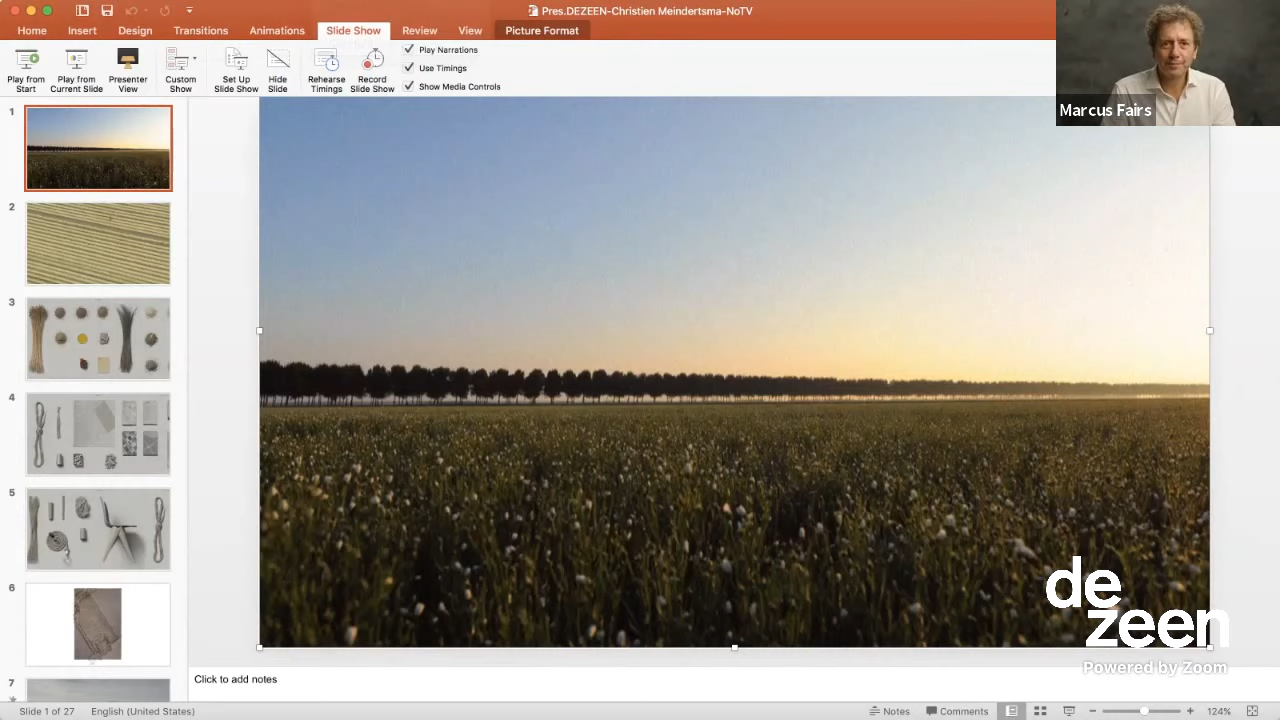 Pres.DEZEEN-Christien Meindertsma-NoTV
Home Insert Design Transitions Animations Slide Show Review View Picture Format
Play from Start
Play from Current Slide
Presenter View
Custom Show
Set Up Slide Show
Hide Slide
Rehearse Timings
Record Slide Show
Play Narrations
Use Timings
Show Media Controls
Marcus Fairs
1
2
3
4
5
6
7
de
zeen
Powered by Zoom
Click to add notes
Slide 1 of 27 English (United States) Notes Comments 124%